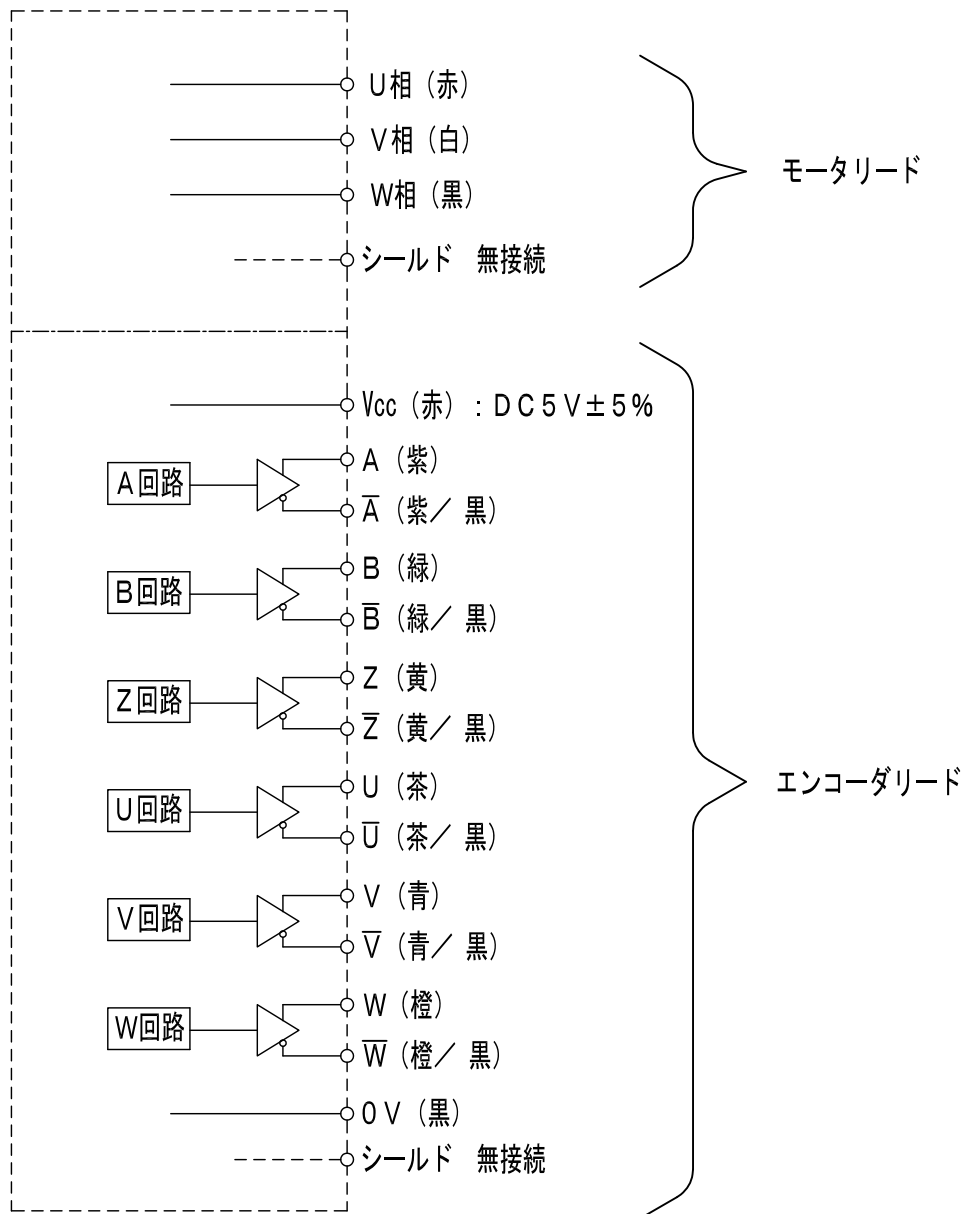 U相（赤）
V相（白）
W相（黒）
シールド　無接続
モータリード
Vcc（赤）：DC5V±5%
A回路
A（紫）
A̅（紫／黒）
B回路
B（緑）
B̅（緑／黒）
Z回路
Z（黄）
Z̅（黄／黒）
U回路
U（茶）
U̅（茶／黒）
V回路
V（青）
V̅（青／黒）
W回路
W（橙）
W̅（橙／黒）
0V（黒）
シールド　無接続
エンコーダリード